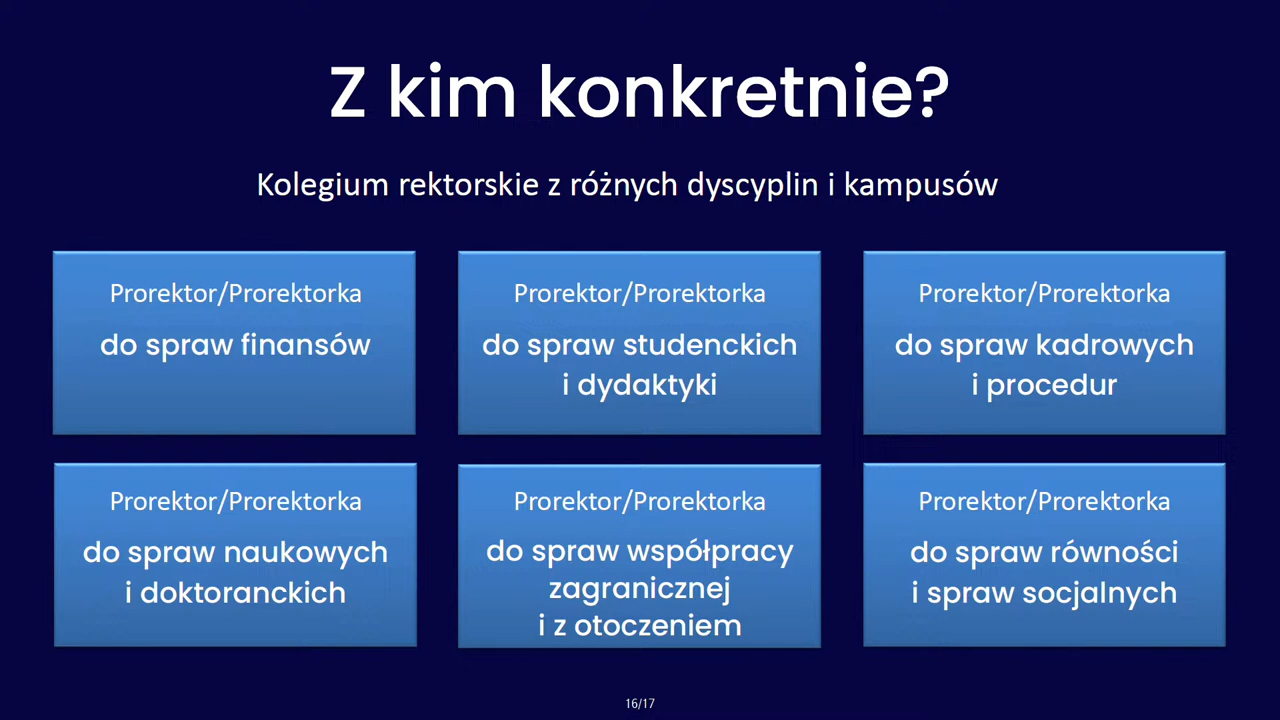 Z kim konkretnie?
Kolegium rektorskie z różnych dyscyplin i kampusów
Prorektor/Prorektorka
do spraw finansów
Prorektor/Prorektorka
do spraw studenckich
i dydaktyki
Prorektor/Prorektorka
do spraw kadrowych
i procedur
Prorektor/Prorektorka
do spraw naukowych
i doktoranckich
Prorektor/Prorektorka
do spraw współpracy
zagranicznej
i z otoczeniem
Prorektor/Prorektorka
do spraw równości
i spraw socjalnych
16/17